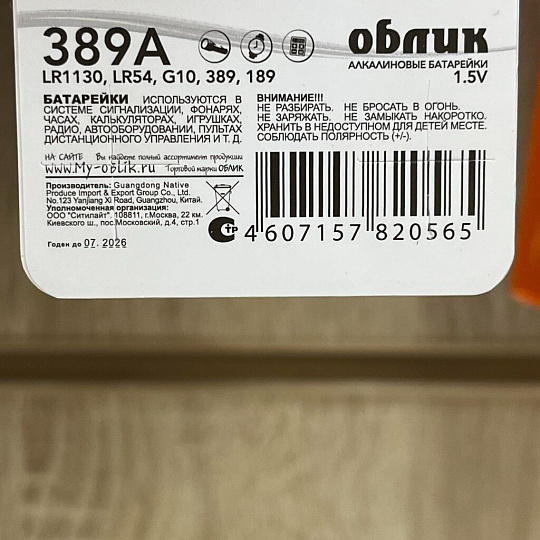 389A
облик
АЛКАЛИНОВЫЕ БАТАРЕЙКИ
LR1130, LR54, G10, 389, 189
1.5V
БАТАРЕЙКИ ИСПОЛЬЗУЮТСЯ В
СИСТЕМЕ СИГНАЛИЗАЦИИ, ФОНАРЯХ,
ЧАСАХ, КАЛЬКУЛЯТОРАХ, ИГРУШКАХ,
РАДИО, АВТООБОРУДОВАНИИ, ПУЛЬТАХ
ДИСТАНЦИОННОГО УПРАВЛЕНИЯ И Т. Д.
ВНИМАНИЕ!!!
НЕ РАЗБИРАТЬ. НЕ БРОСАТЬ В ОГОНЬ.
НЕ ЗАРЯЖАТЬ. НЕ ЗАМЫКАТЬ НАКОРОТКО.
ХРАНИТЬ В НЕДОСТУПНОМ ДЛЯ ДЕТЕЙ МЕСТЕ.
СОБЛЮДАТЬ ПОЛЯРНОСТЬ (+/-).
НА САЙТЕ Вы найдете полный ассортимент продукции
www.My-oblik.ru Торговой марки ОБЛИК
Производитель: Guangdong Native
Produce Import & Export Group Co., Ltd.
No.123 Yanjiang Xi Road, Guangzhou, Китай.
Уполномоченная организация:
ООО "Ситилайт". 108811, г.Москва, 22 км.
Киевского ш., пос.Московский, д.4, стр.1
Годен до 07. 2026
4 607157 820565